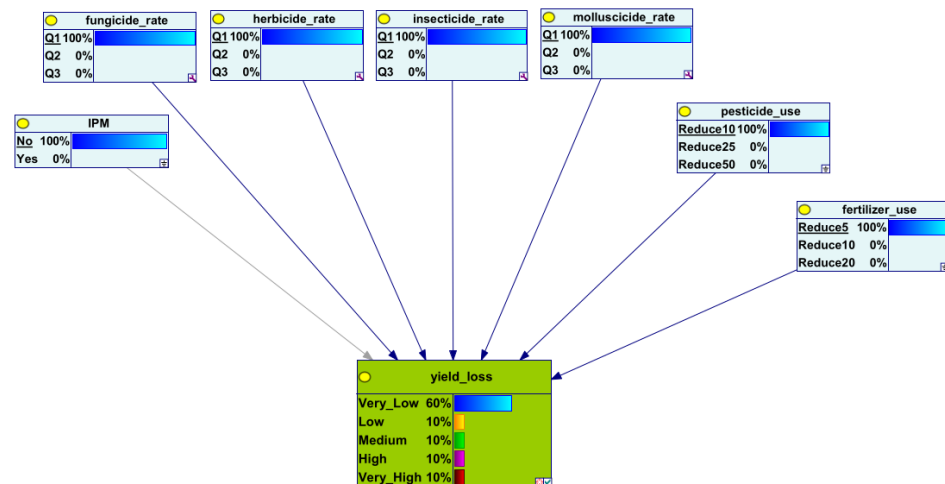 fungicide_rate
Q1 100%
Q2 0%
Q3 0%
herbicide_rate
Q1 100%
Q2 0%
Q3 0%
insecticide_rate
Q1 100%
Q2 0%
Q3 0%
molluscicide_rate
Q1 100%
Q2 0%
Q3 0%
IPM
No 100%
Yes 0%
pesticide_use
Reduce10 100%
Reduce25 0%
Reduce50 0%
fertilizer_use
Reduce5 100%
Reduce10 0%
Reduce20 0%
yield_loss
Very_Low 60%
Low 10%
Medium 10%
High 10%
Very_High 10%